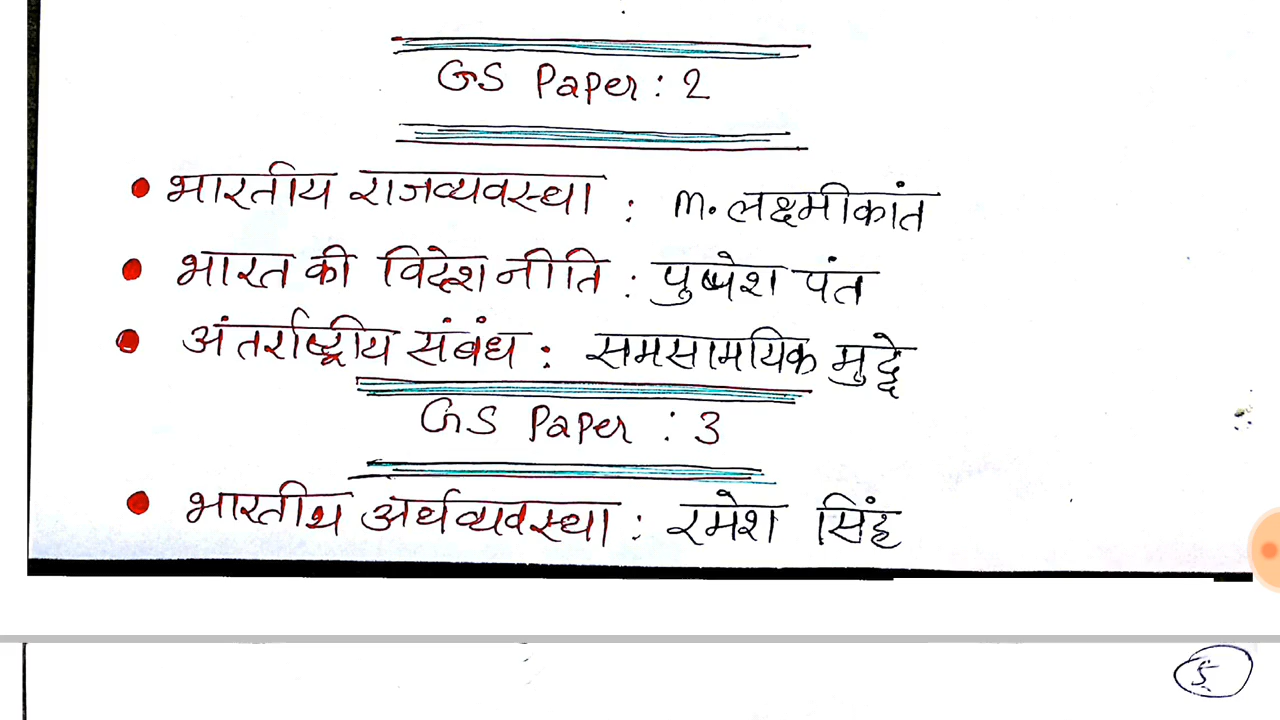 GS Paper : 2
• भारतीय राजव्यवस्था : m. लक्ष्मीकांत
• भारत की विदेश नीति : पुष्पेश पंत
• अंतर्राष्ट्रीय संबंध : समसामयिक मुद्दे
GS Paper : 3
• भारतीय अर्थव्यवस्था : रमेश सिंह
5